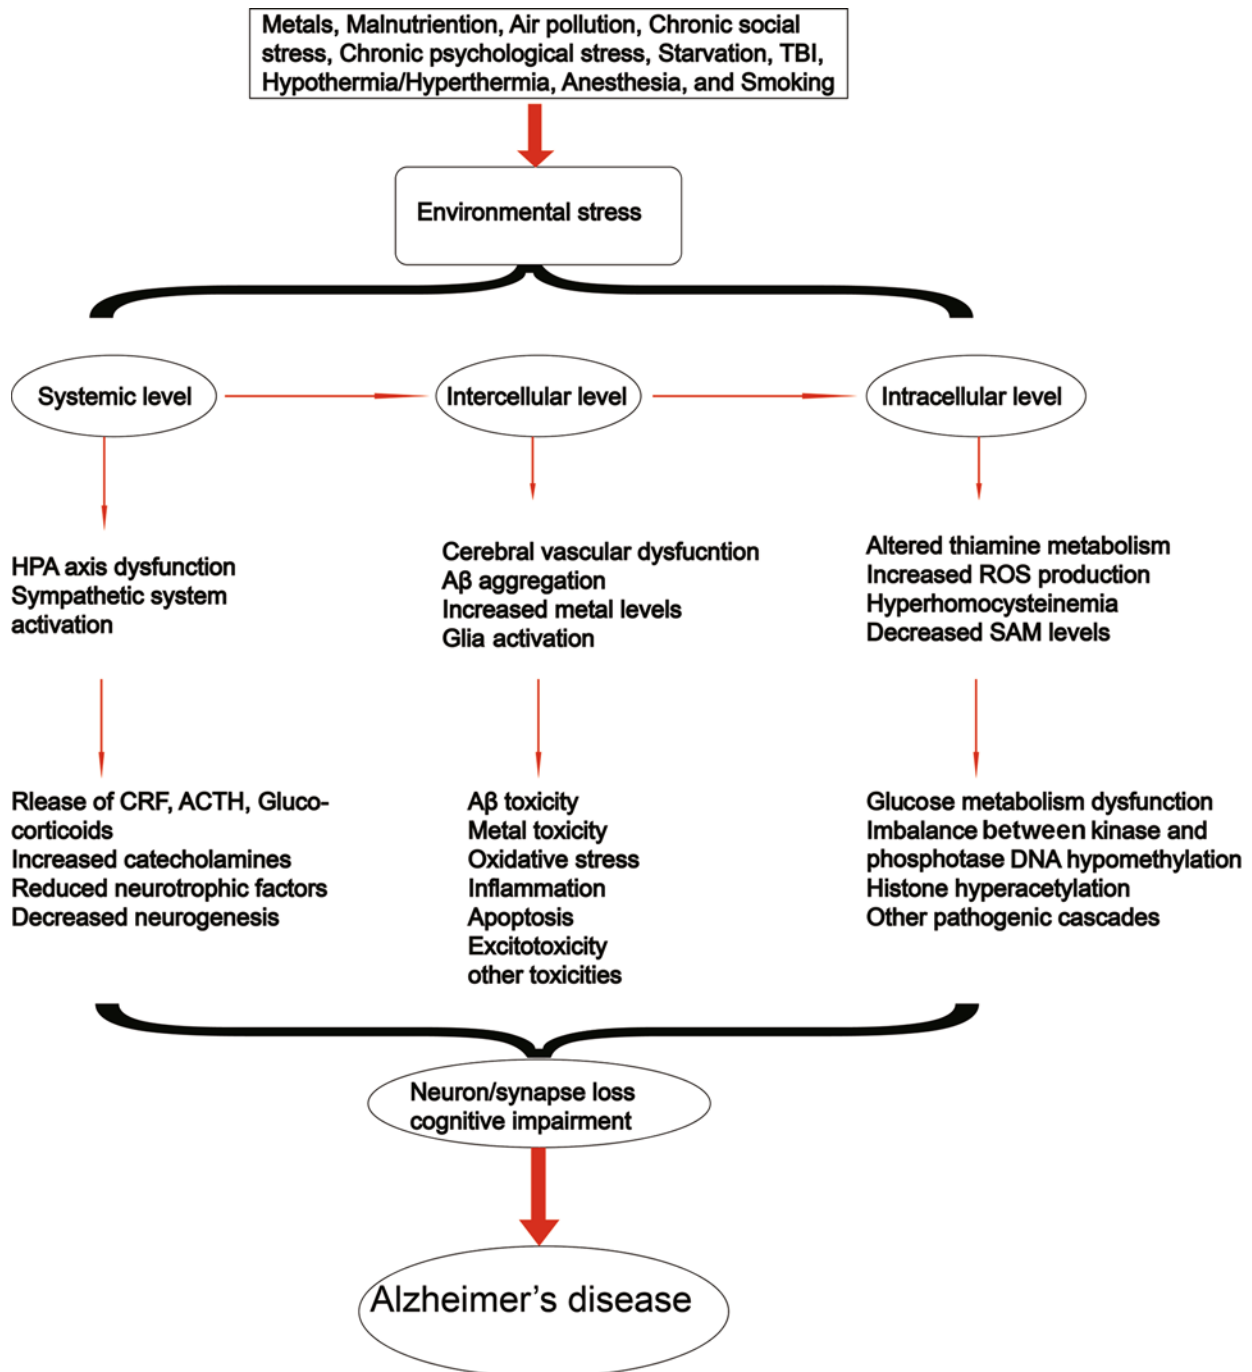 Metals, Malnutriention, Air pollution, Chronic social
stress, Chronic psychological stress, Starvation, TBI,
Hypothermia/Hyperthermia, Anesthesia, and Smoking
Environmental stress
Systemic level
Intercellular level
Intracellular level
HPA axis dysfunction
Sympathetic system
activation
Cerebral vascular dysfucntion
Aβ aggregation
Increased metal levels
Glia activation
Altered thiamine metabolism
Increased ROS production
Hyperhomocysteinemia
Decreased SAM levels
Rlease of CRF, ACTH, Gluco-
corticoids
Increased catecholamines
Reduced neurotrophic factors
Decreased neurogenesis
Aβ toxicity
Metal toxicity
Oxidative stress
Inflammation
Apoptosis
Excitotoxicity
other toxicities
Glucose metabolism dysfunction
Imbalance between kinase and
phosphotase DNA hypomethylation
Histone hyperacetylation
Other pathogenic cascades
Neuron/synapse loss
cognitive impairment
Alzheimer's disease